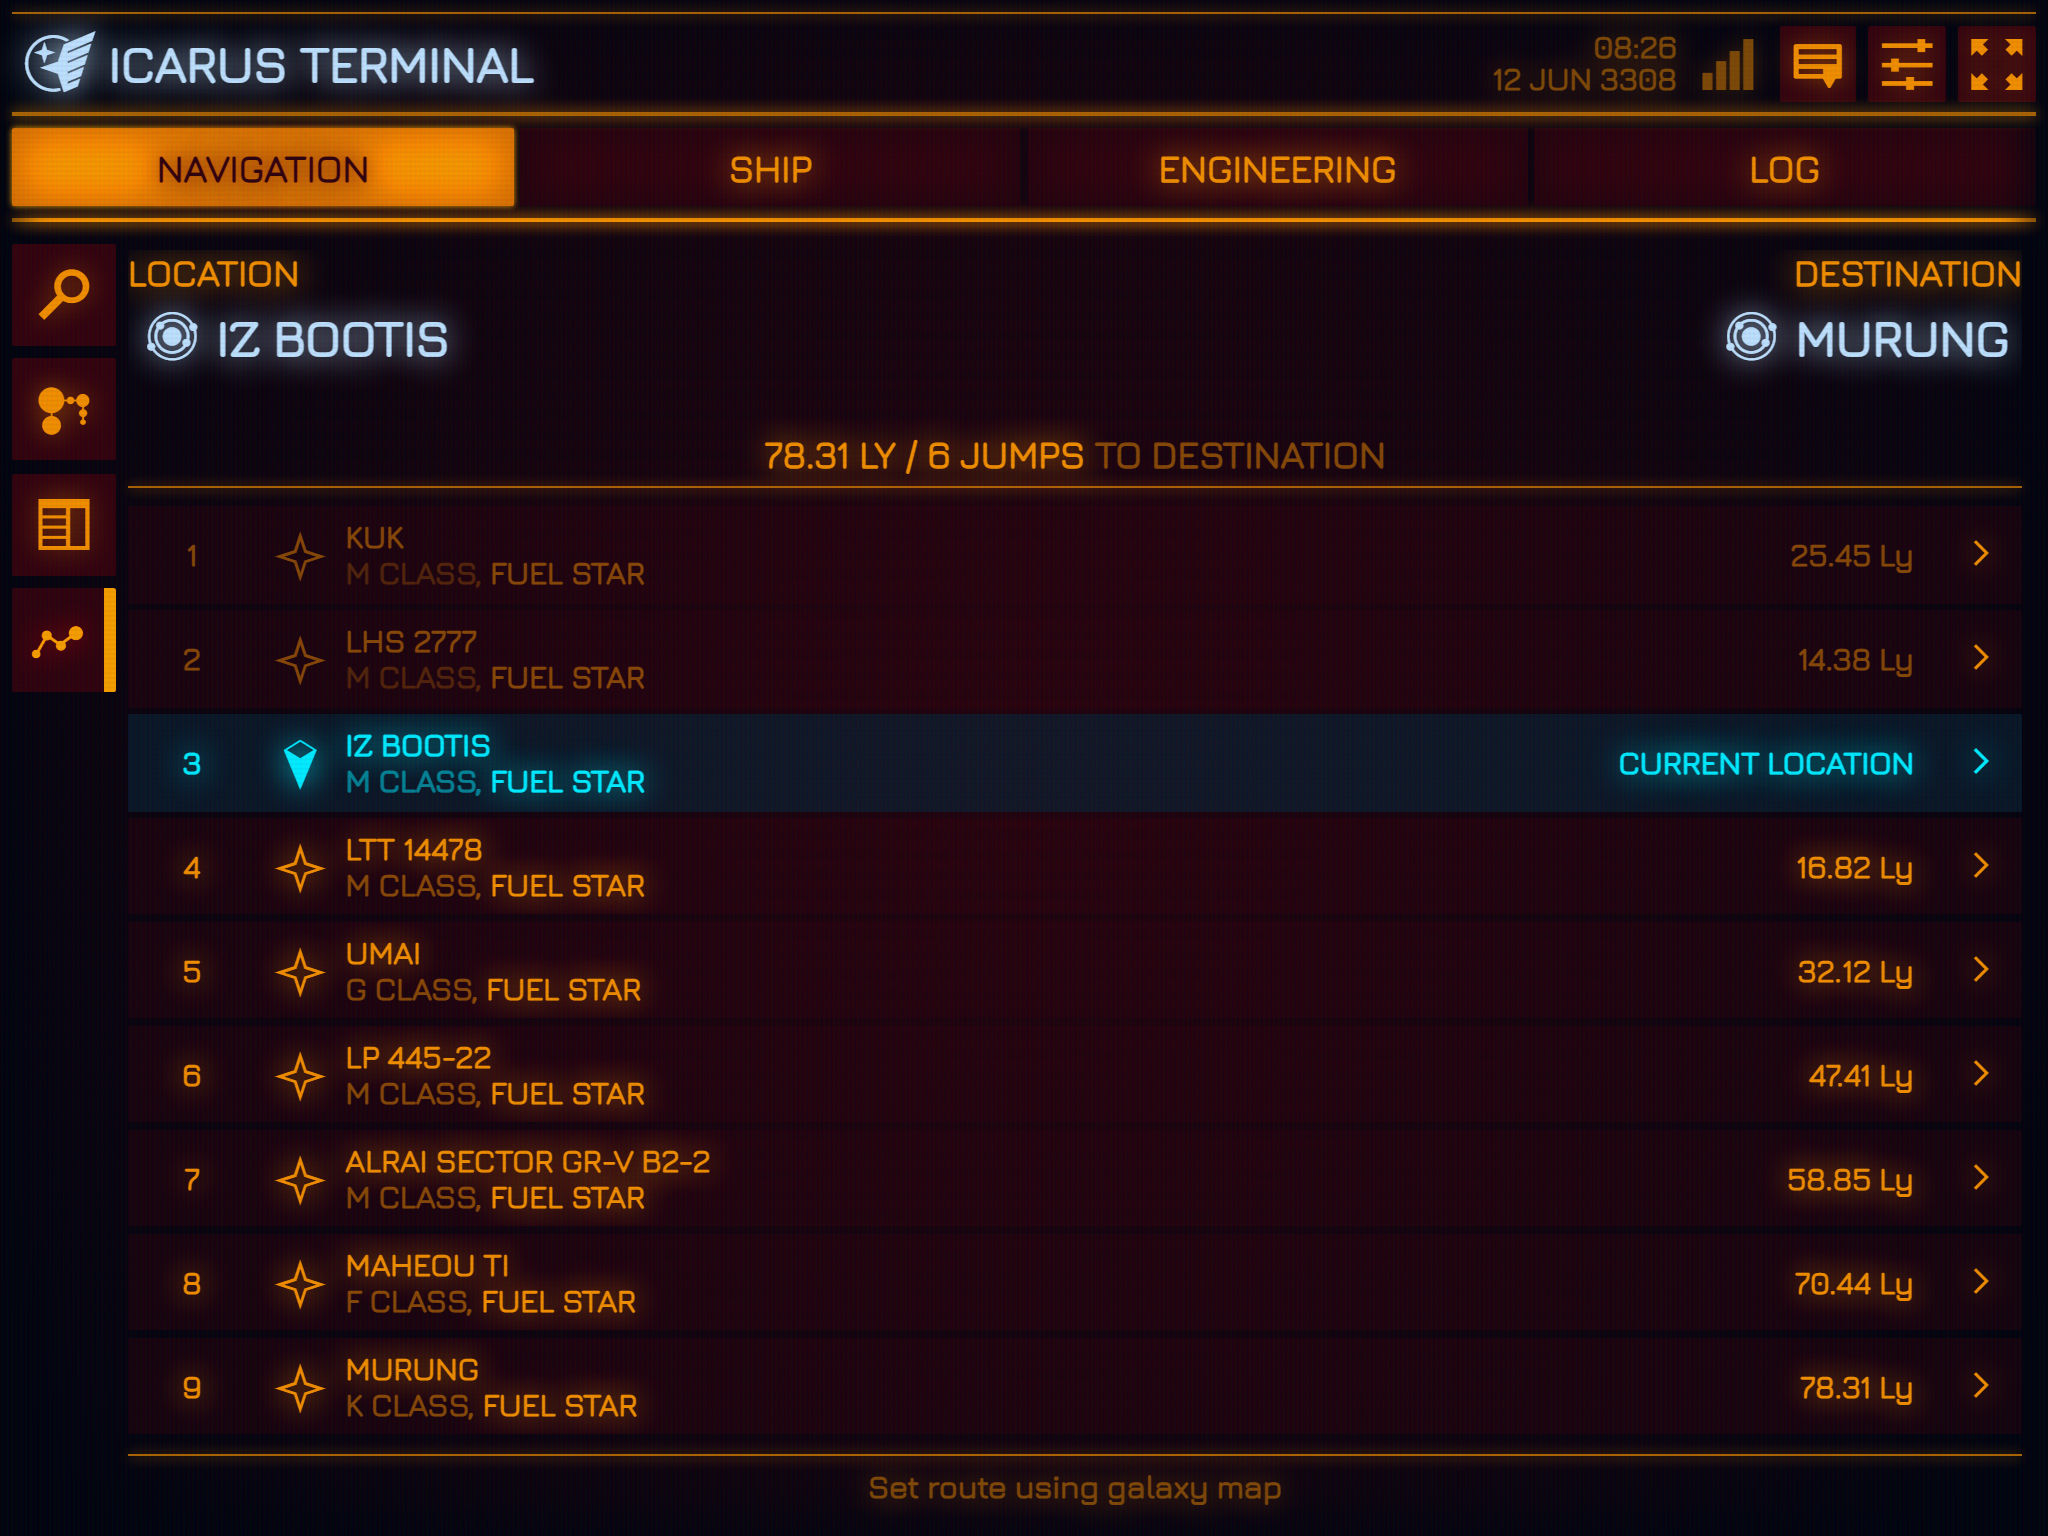 ICARUS TERMINAL
08:26
12 JUN 3308
NAVIGATION
SHIP
ENGINEERING
LOG
LOCATION
IZ BOOTIS
DESTINATION
MURUNG
78.31 LY / 6 JUMPS TO DESTINATION
1
KUK
M CLASS, FUEL STAR
25.45 Ly
2
LHS 2777
M CLASS, FUEL STAR
14.38 Ly
3
IZ BOOTIS
M CLASS, FUEL STAR
CURRENT LOCATION
4
LTT 14478
M CLASS, FUEL STAR
16.82 Ly
5
UMAI
G CLASS, FUEL STAR
32.12 Ly
6
LP 445-22
M CLASS, FUEL STAR
47.41 Ly
7
ALRAI SECTOR GR-V B2-2
M CLASS, FUEL STAR
58.85 Ly
8
MAHEOU TI
F CLASS, FUEL STAR
70.44 Ly
9
MURUNG
K CLASS, FUEL STAR
78.31 Ly
Set route using galaxy map